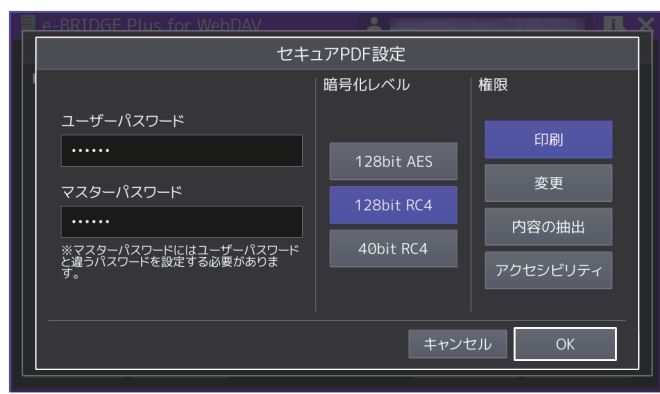 e-BRIDGE Plus for WebDAV
セキュアPDF設定
ユーザーパスワード
••••••
マスターパスワード
••••••
※マスターパスワードにはユーザーパスワード
と違うパスワードを設定する必要がありま
す。
暗号化レベル
128bit AES
128bit RC4
40bit RC4
権限
印刷
変更
内容の抽出
アクセシビリティ
キャンセル
OK